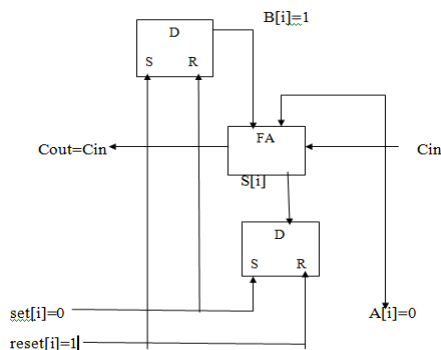 B[i]=1
D
S R
FA
Cout=Cin
Cin
S[i]
D
S R
set[i]=0
A[i]=0
reset[i]=1